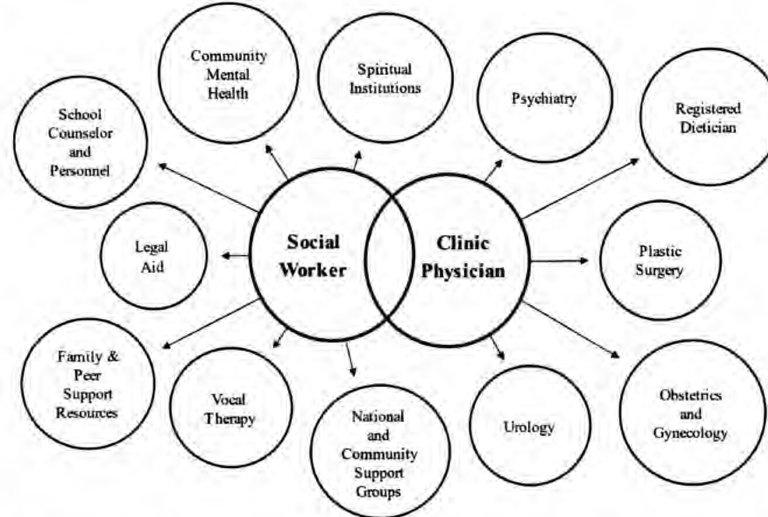 Community
Mental
Health
Spiritual
Institutions
Psychiatry
Registered
Dietician
School
Counselor
and
Personnel
Social
Worker
Clinic
Physician
Legal
Aid
Plastic
Surgery
Family &
Peer
Support
Resources
Vocal
Therapy
National
and
Community
Support
Groups
Urology
Obstetrics
and
Gynecology